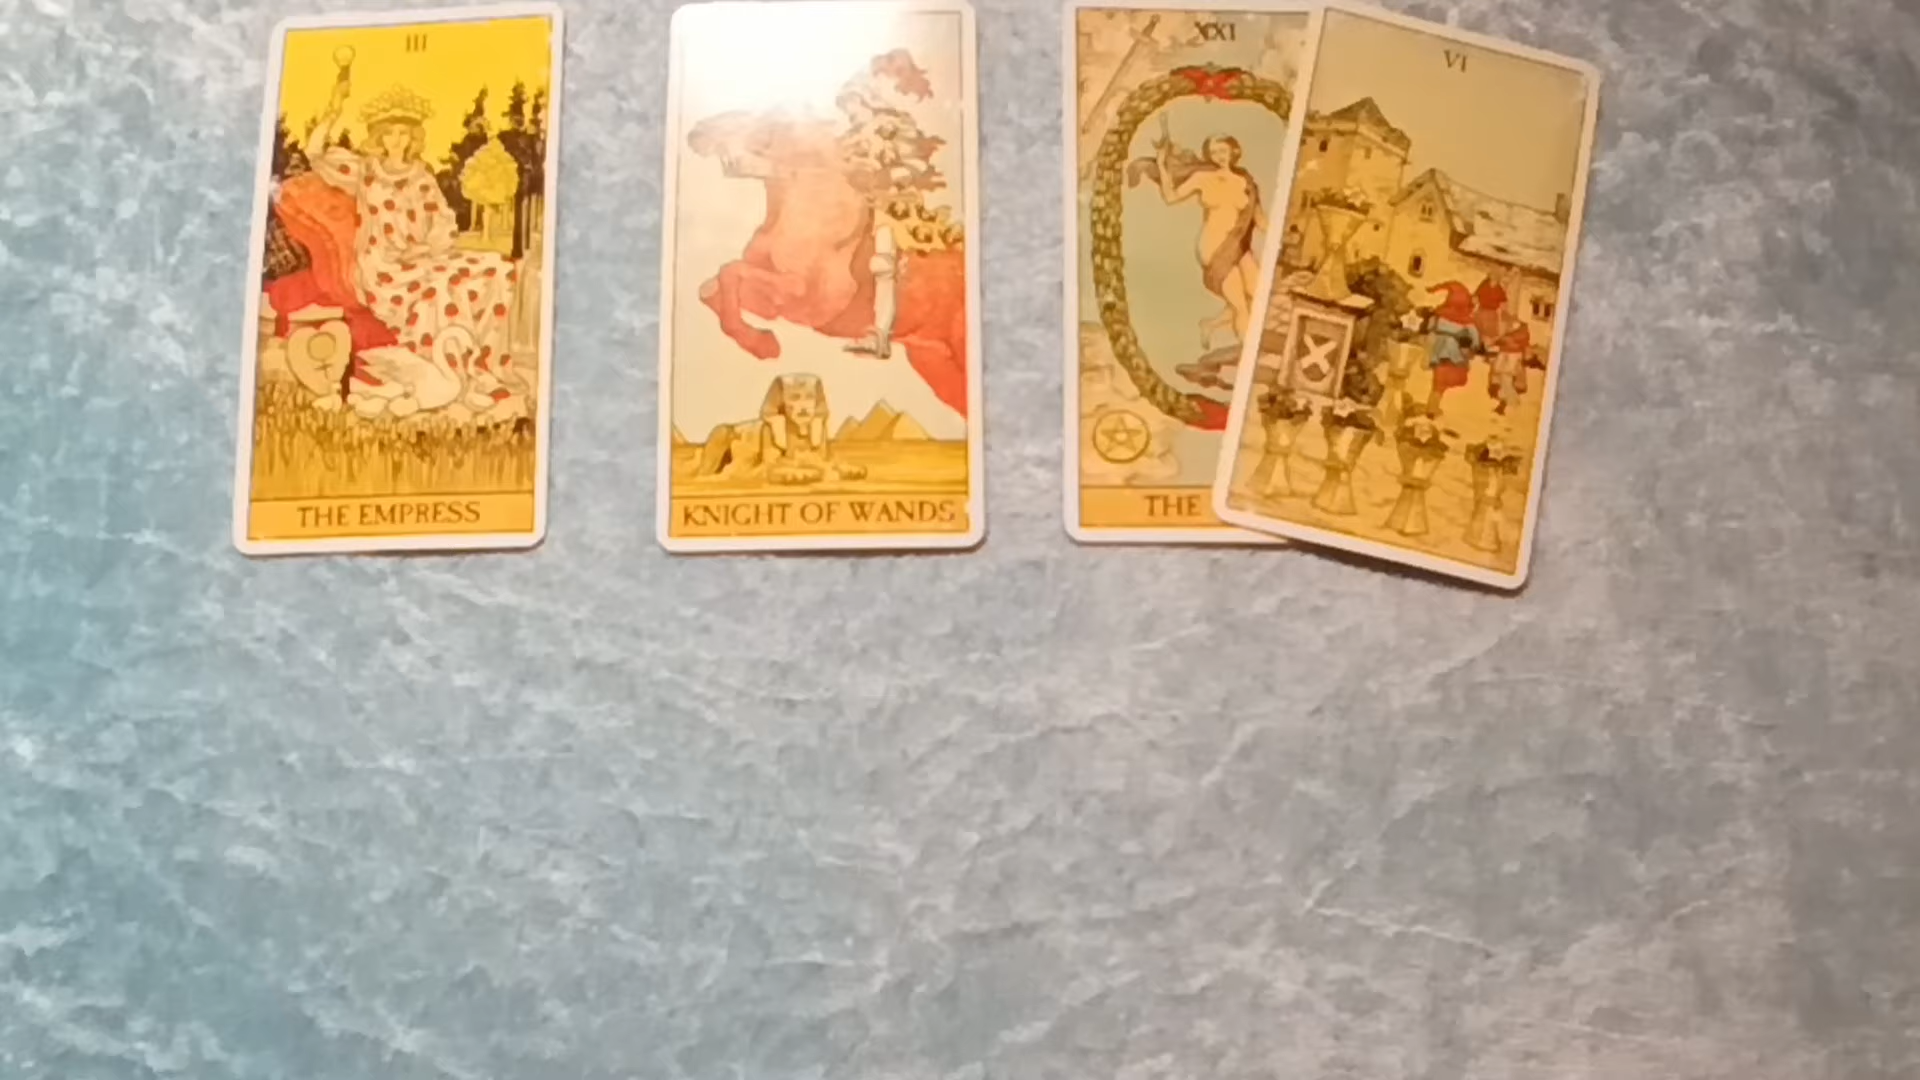 III
THE EMPRESS
KNIGHT OF WANDS
XXI
THE
VI